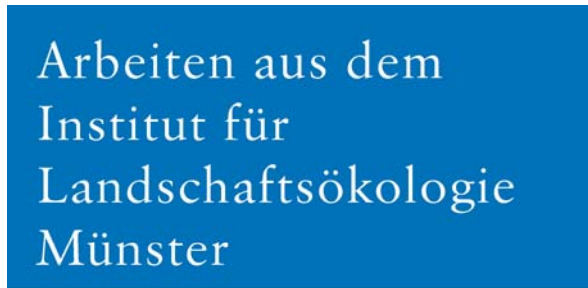 Arbeiten aus dem
Institut für
Landschaftsökologie
Münster